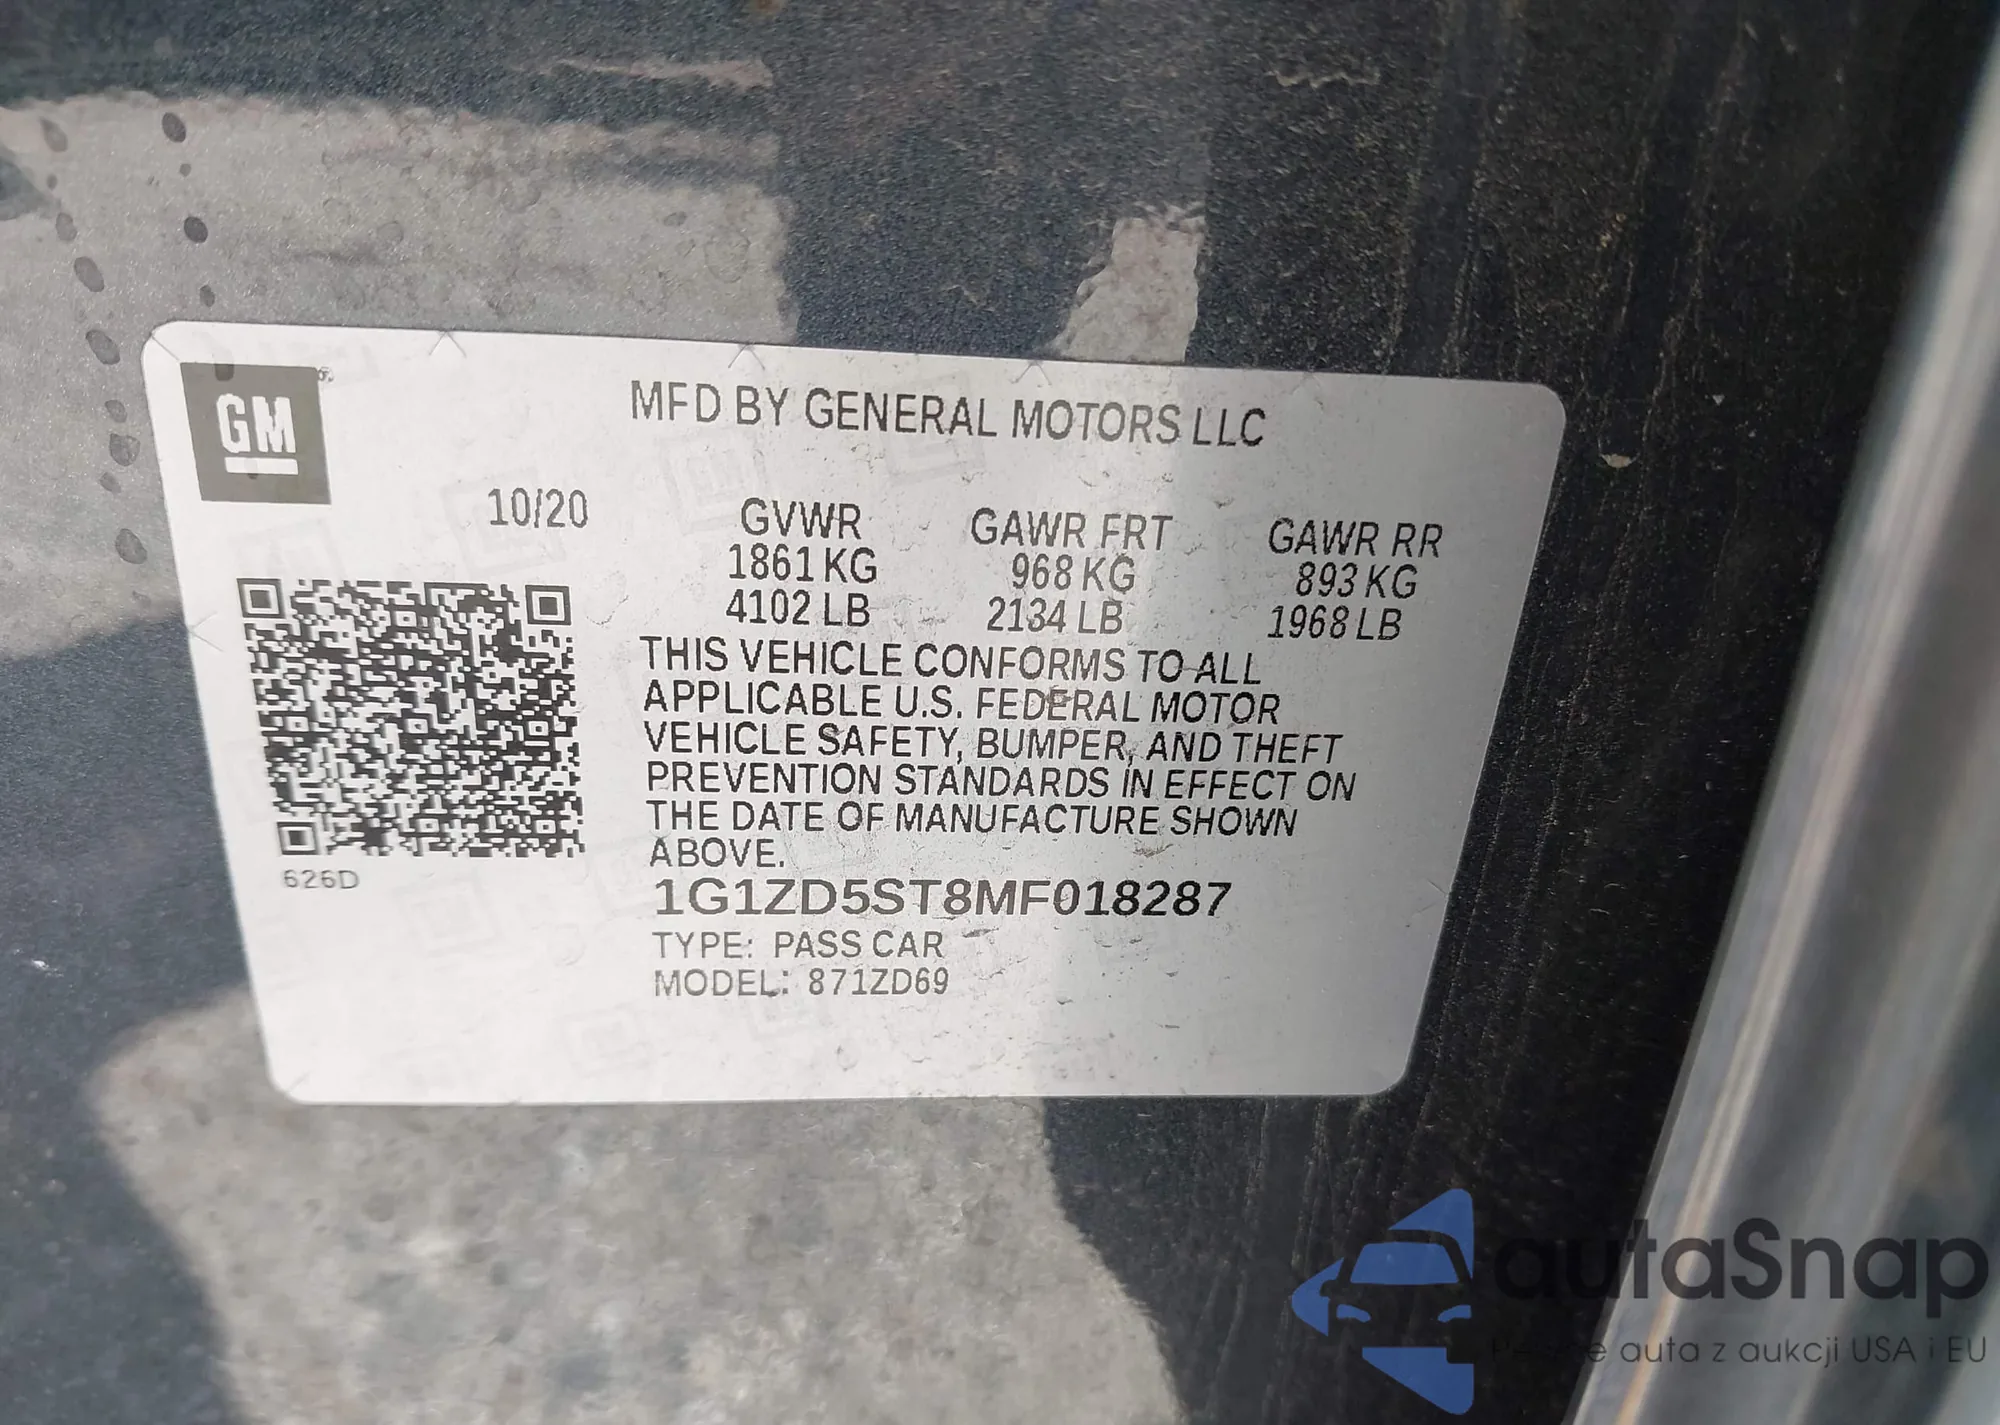 GM
MFD BY GENERAL MOTORS LLC
10/20
GVWR GAWR FRT GAWR RR
1861 KG 968 KG 893 KG
4102 LB 2134 LB 1968 LB
THIS VEHICLE CONFORMS TO ALL
APPLICABLE U.S. FEDERAL MOTOR
VEHICLE SAFETY, BUMPER, AND THEFT
PREVENTION STANDARDS IN EFFECT ON
THE DATE OF MANUFACTURE SHOWN
ABOVE.
626D
1G1ZD5ST8MF018287
TYPE: PASS CAR
MODEL: 871ZD69
autaSnap
auta z aukcji USA i EU